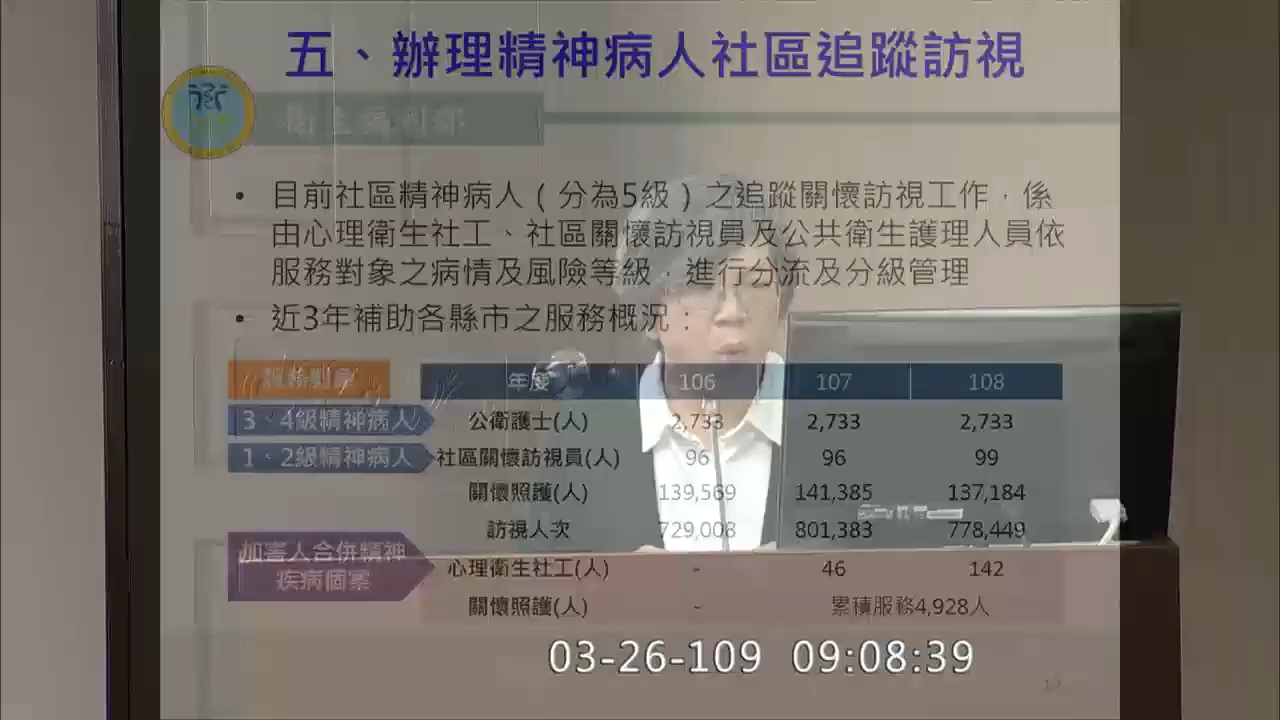 五、辦理精神病人社區追蹤訪視
衛生福利部
• 目前社區精神病人（分為5級）之追蹤關懷訪視工作，係
由心理衛生社工、社區關懷訪視員及公共衛生護理人員依
服務對象之病情及風險等級，進行分流及分級管理
• 近3年補助各縣市之服務概況：
服務對象 年度 106 107 108
3、4級精神病人 公衛護士(人) 2,733 2,733 2,733
1、2級精神病人 社區關懷訪視員(人) 96 96 99
關懷照護(人) 139,569 141,385 137,184
訪視人次 729,008 801,383 778,449
加害人合併精神
疾病個案
心理衛生社工(人) - 46 142
關懷照護(人) - 累積服務4,928人
03-26-109 09:08:39